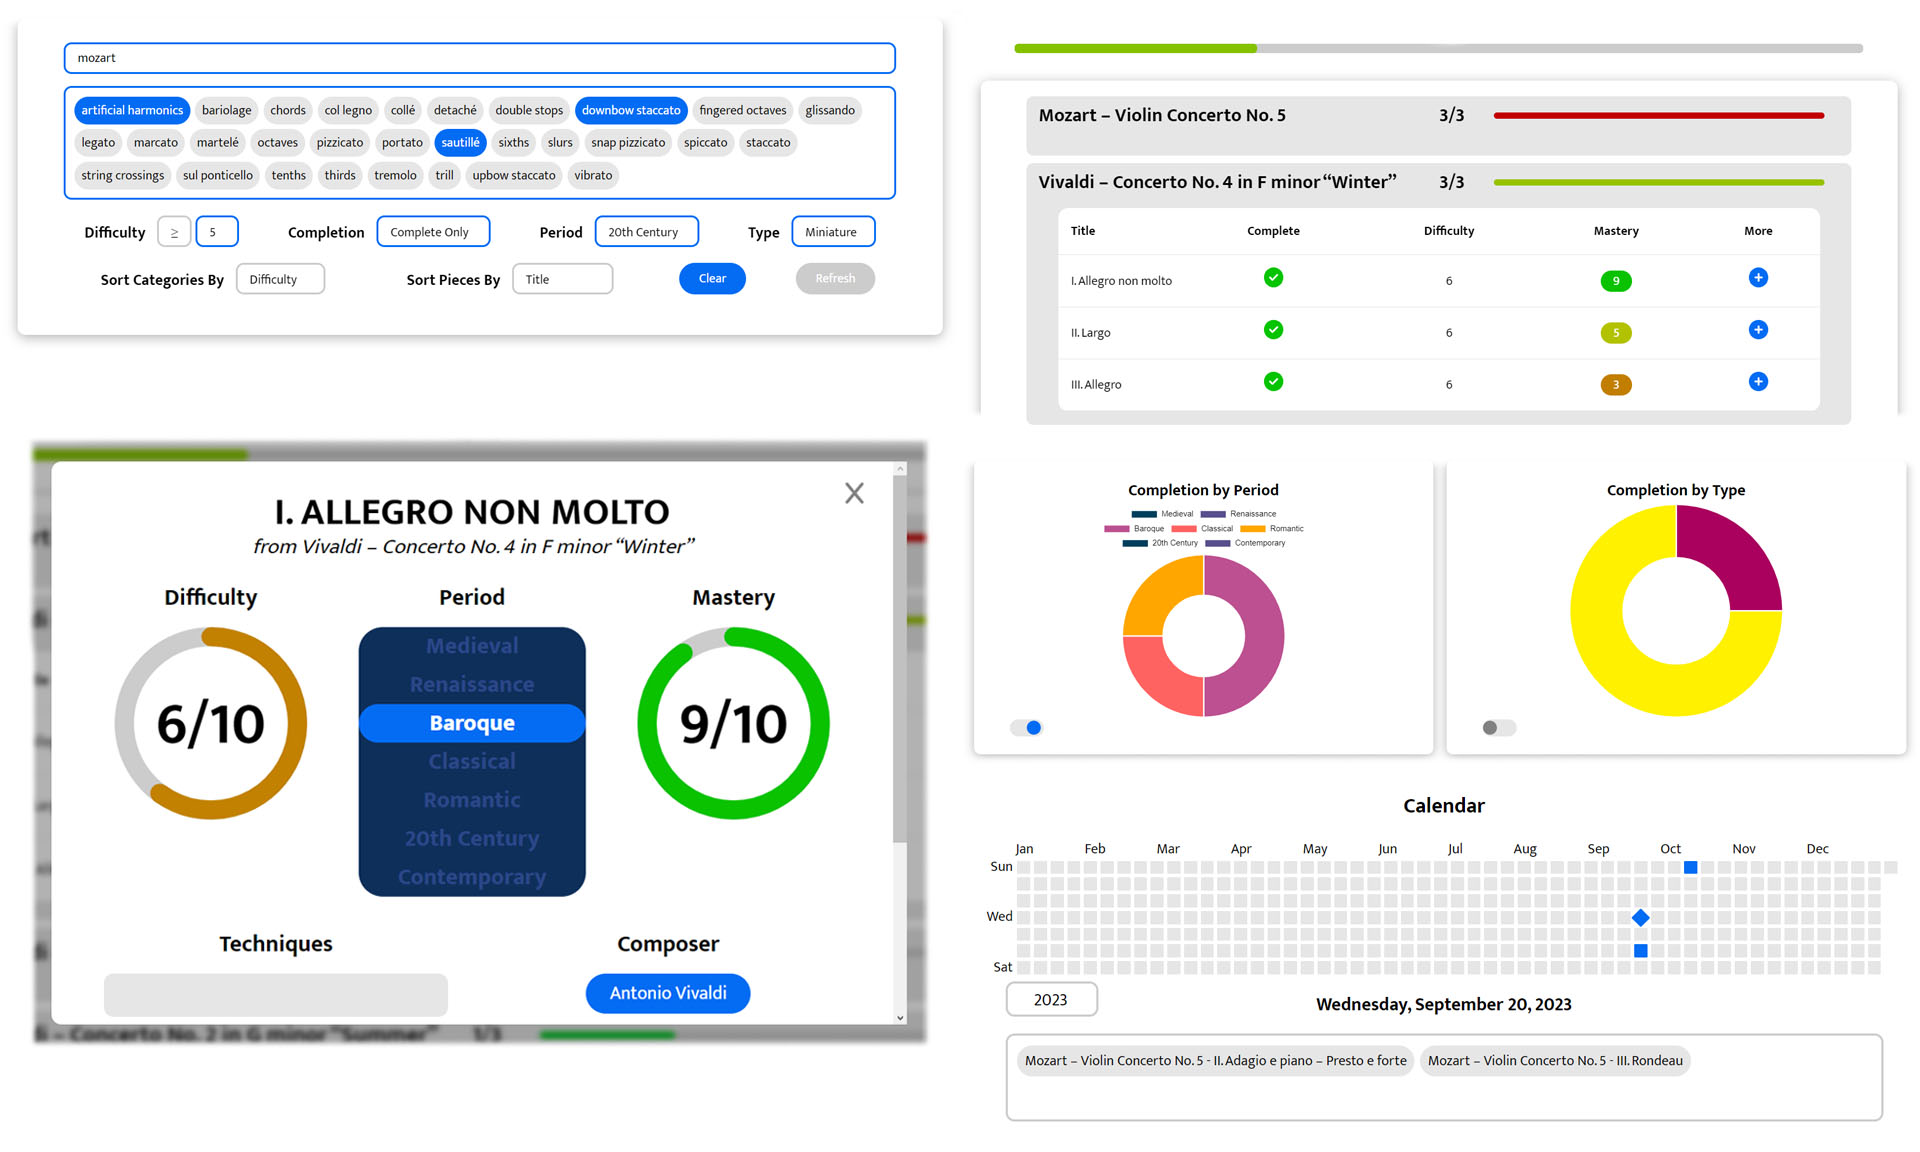 mozart
artificial harmonics bariolage chords col legno collé detaché double stops downbow staccato fingered octaves glissando
legato marcato martelé octaves pizzicato portato sautillé sixths slurs snap pizzicato spiccato staccato
string crossings sul ponticello tenths thirds tremolo trill upbow staccato vibrato
Difficulty ≥ 5 Completion Complete Only Period 20th Century Type Miniature
Sort Categories By Difficulty Sort Pieces By Title Clear Refresh
Mozart – Violin Concerto No. 5 3/3
Vivaldi – Concerto No. 4 in F minor “Winter” 3/3
Title Complete Difficulty Mastery More
I. Allegro non molto 6 9
II. Largo 6 5
III. Allegro 6 3
I. ALLEGRO NON MOLTO
from Vivaldi – Concerto No. 4 in F minor “Winter”
Difficulty Period Mastery
6/10
Medieval
Renaissance
Baroque
Classical
Romantic
20th Century
Contemporary
9/10
Techniques Composer
Antonio Vivaldi
– Concerto No. 2 in G minor “Summer” 1/3
Completion by Period
Medieval Renaissance
Baroque Classical Romantic
20th Century Contemporary
Completion by Type
Calendar
Jan Feb Mar Apr May Jun Jul Aug Sep Oct Nov Dec
Sun
Wed
Sat
2023 Wednesday, September 20, 2023
Mozart – Violin Concerto No. 5 - II. Adagio e piano – Presto e forte Mozart – Violin Concerto No. 5 - III. Rondeau